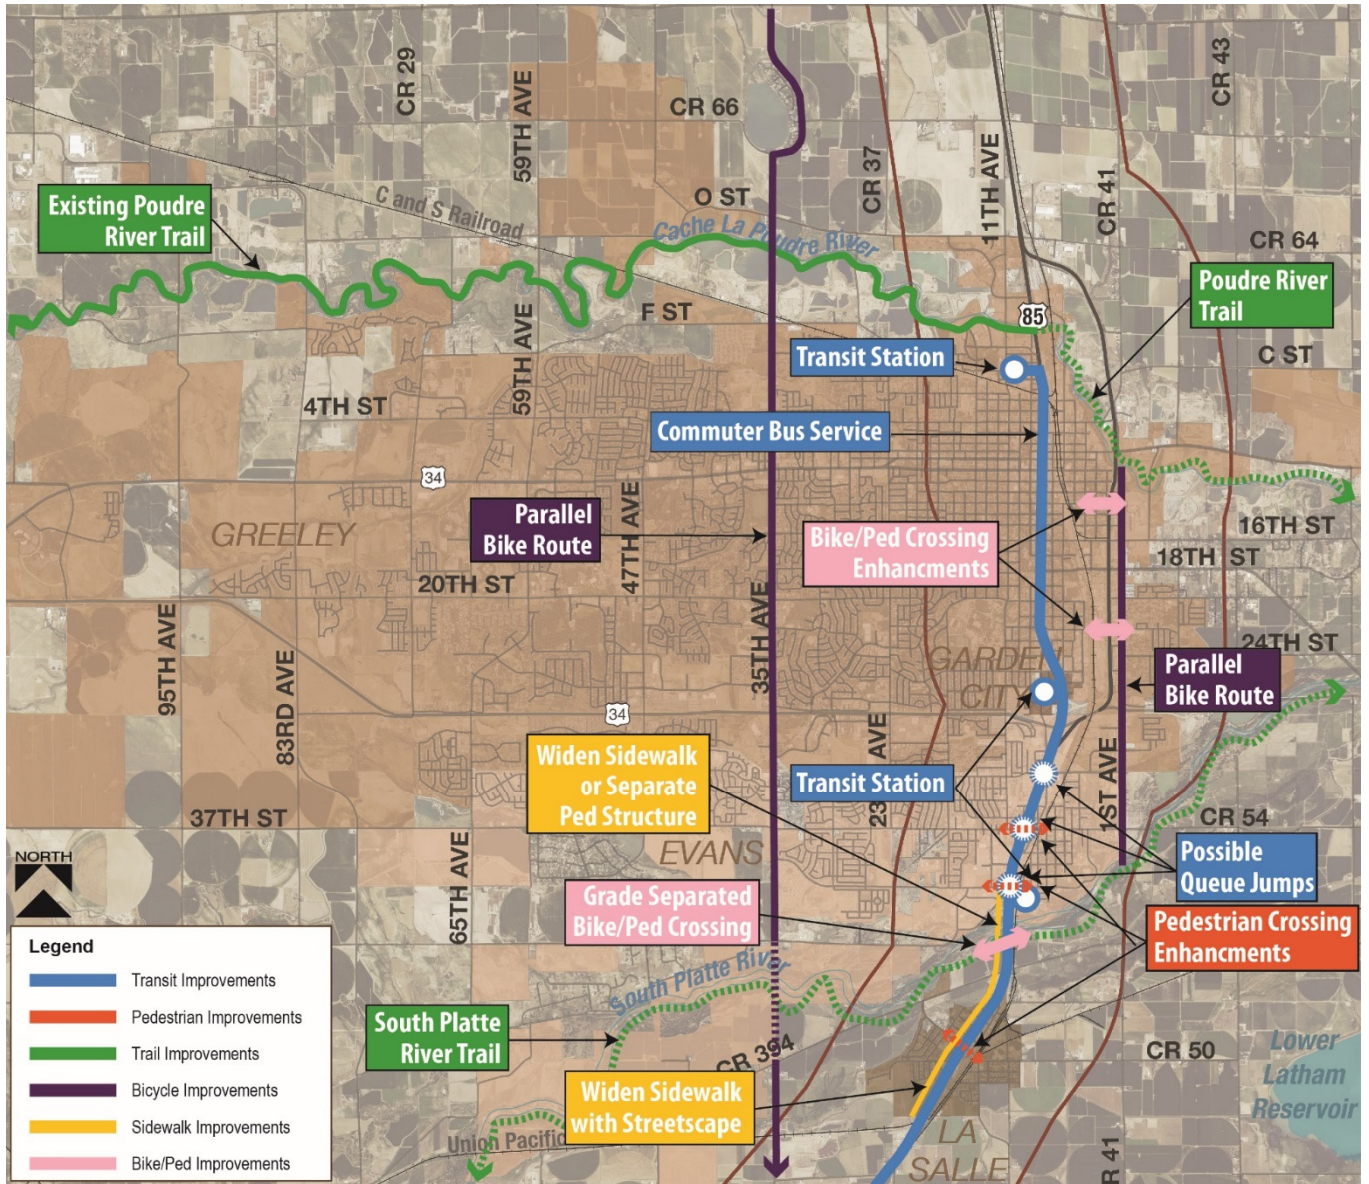 CR 29
59TH AVE
CR 66
CR 37
11TH AVE
CR 41
CR 43
C and S Railroad
O ST
Cache La Poudre River
CR 64
Existing Poudre
River Trail
Poudre River
Trail
59TH AVE
F ST
85
C ST
Transit Station
4TH ST
Commuter Bus Service
34
GREELEY
Parallel
Bike Route
47TH AVE
Bike/Ped Crossing
Enhancments
16TH ST
18TH ST
20TH ST
95TH AVE
83RD AVE
35TH AVE
GARDEN
CITY
24TH ST
Parallel
Bike Route
34
Widen Sidewalk
or Separate
Ped Structure
Transit Station
23
AVE
1ST AVE
37TH ST
CR 54
65TH AVE
EVANS
Possible
Queue Jumps
NORTH
Grade Separated
Bike/Ped Crossing
Pedestrian Crossing
Enhancments
South Platte River
South Platte
River Trail
CR 394
CR 50
Lower
Latham
Reservoir
Widen Sidewalk
with Streetscape
Union Pacific
LA
SALLE
R 41
Legend
Transit Improvements
Pedestrian Improvements
Trail Improvements
Bicycle Improvements
Sidewalk Improvements
Bike/Ped Improvements